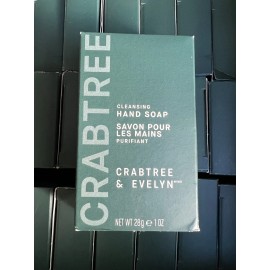 CRABTREE
CLEANSING
HAND SOAP
SAVON POUR
LES MAINS
PURIFIANT
CRABTREE
& EVELYN
NET WT 28g e 1 OZ